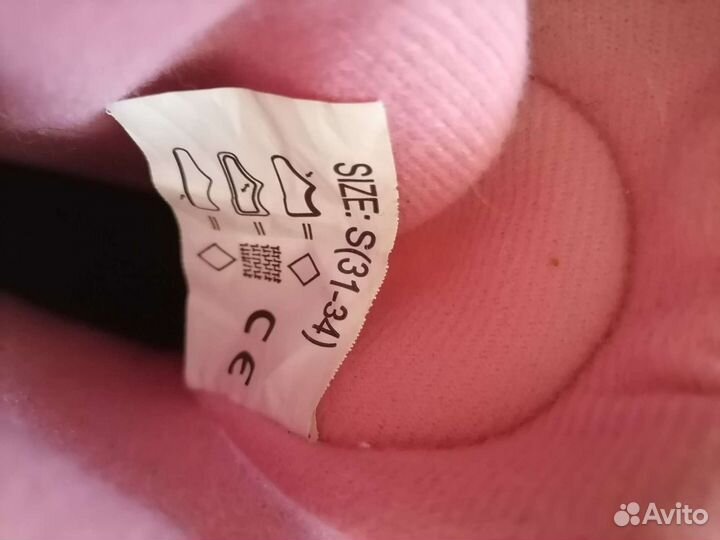 SIZE: S(31-34)
=
=
=
CE
Avito